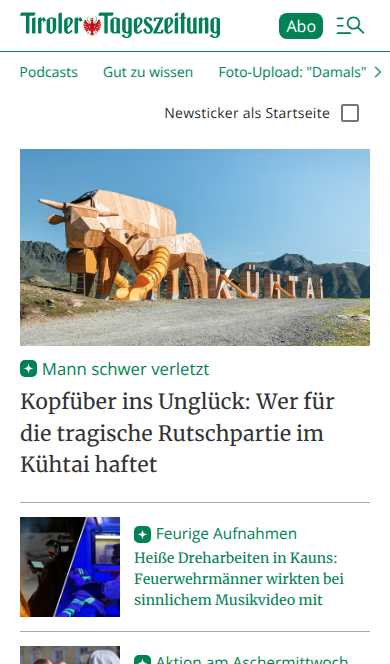 Tiroler Tageszeitung
Abo
Podcasts Gut zu wissen Foto-Upload: "Damals"
Newsticker als Startseite
KÜHTAI
Mann schwer verletzt
Kopfüber ins Unglück: Wer für
die tragische Rutschpartie im
Kühtai haftet
Feurige Aufnahmen
Heiße Dreharbeiten in Kauns:
Feuerwehrmänner wirkten bei
sinnlichem Musikvideo mit
Aktion am Aschermittwoch